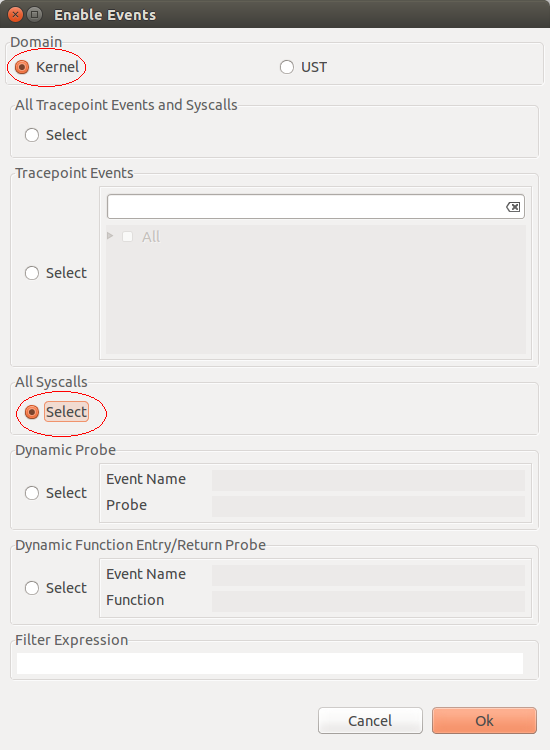 Enable Events
Domain
Kernel UST
All Tracepoint Events and Syscalls
Select
Tracepoint Events
All
Select
All Syscalls
Select
Dynamic Probe
Event Name
Select
Probe
Dynamic Function Entry/Return Probe
Event Name
Select
Function
Filter Expression
Cancel Ok